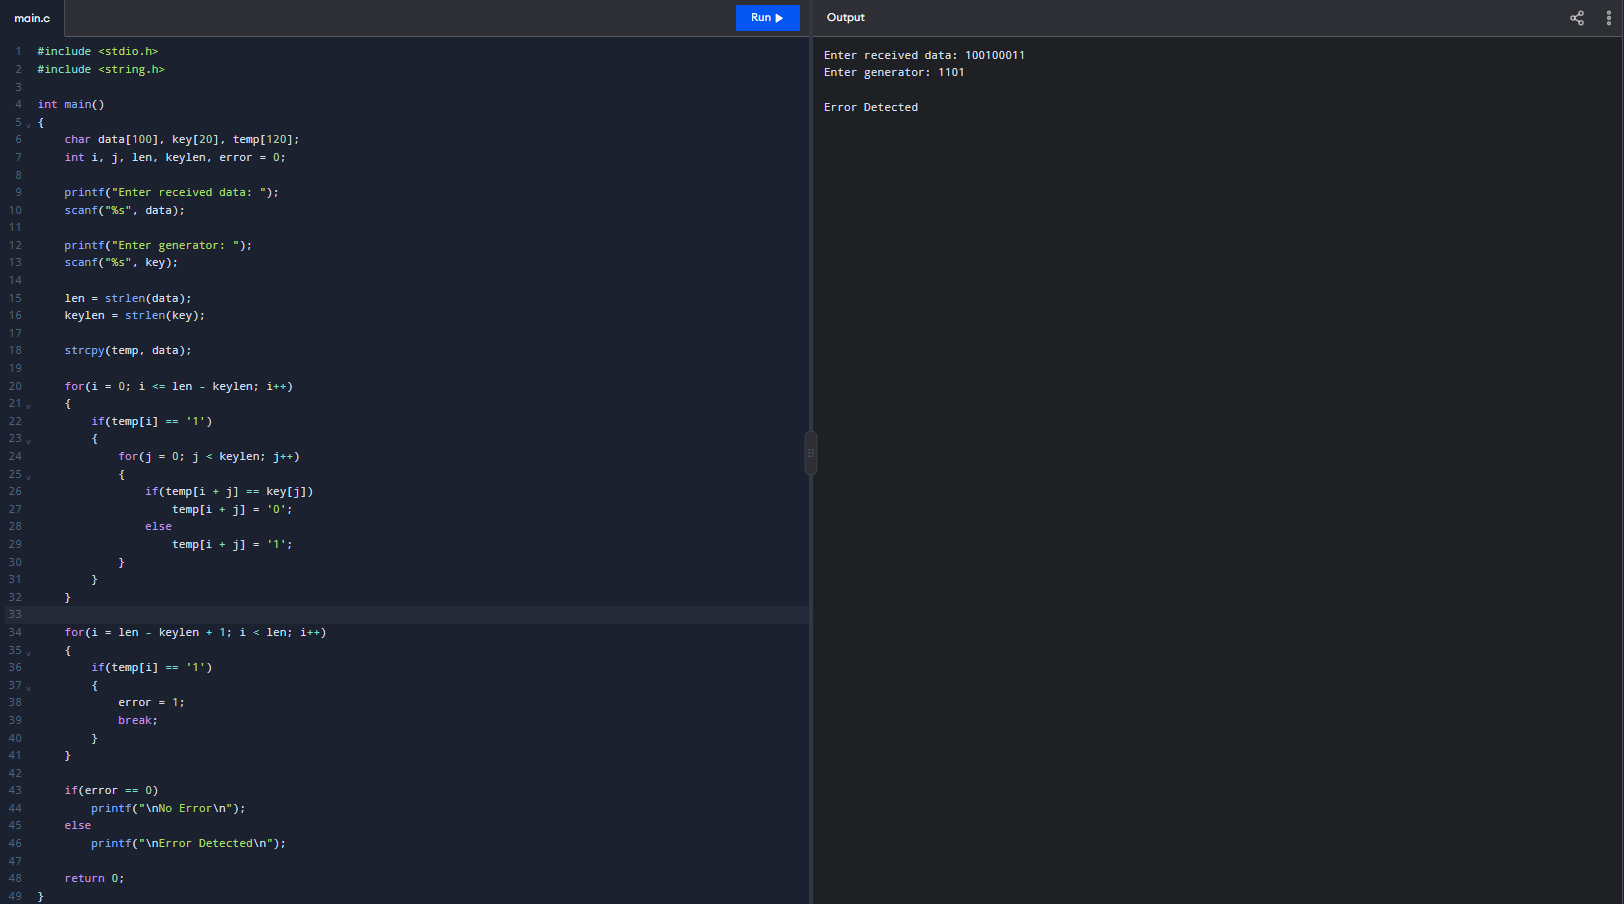 main.c
Run
Output
1 #include <stdio.h>
2 #include <string.h>
3
4 int main()
5 {
6     char data[100], key[20], temp[120];
7     int i, j, len, keylen, error = 0;
8
9     printf("Enter received data: ");
10     scanf("%s", data);
11
12     printf("Enter generator: ");
13     scanf("%s", key);
14
15     len = strlen(data);
16     keylen = strlen(key);
17
18     strcpy(temp, data);
19
20     for(i = 0; i <= len - keylen; i++)
21     {
22         if(temp[i] == '1')
23         {
24             for(j = 0; j < keylen; j++)
25             {
26                 if(temp[i + j] == key[j])
27                     temp[i + j] = '0';
28                 else
29                     temp[i + j] = '1';
30             }
31         }
32     }
33
34     for(i = len - keylen + 1; i < len; i++)
35     {
36         if(temp[i] == '1')
37         {
38             error = 1;
39             break;
40         }
41     }
42
43     if(error == 0)
44         printf("\nNo Error\n");
45     else
46         printf("\nError Detected\n");
47
48     return 0;
49 }
Enter received data: 100100011
Enter generator: 1101
Error Detected